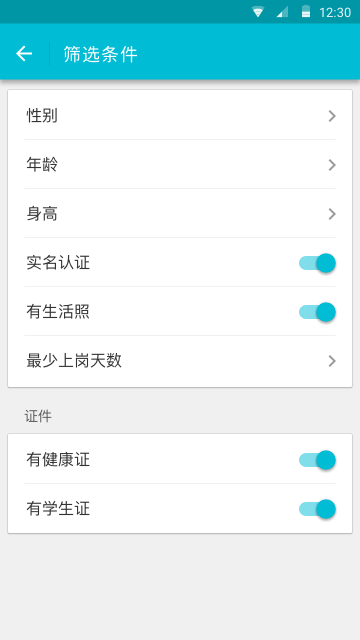 12:30
筛选条件
性别
年龄
身高
实名认证
有生活照
最少上岗天数
证件
有健康证
有学生证